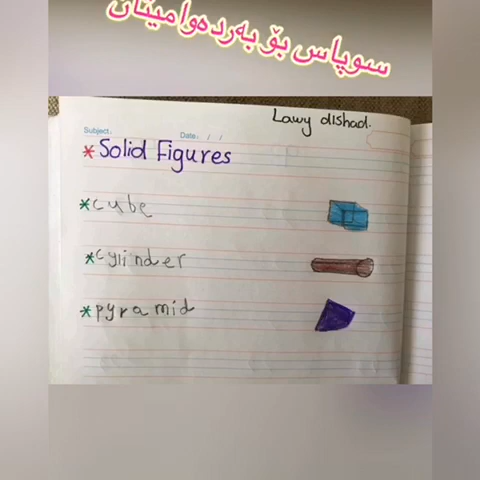 سوپاس بۆ بەردەوامیتان
Lawy dlshad.
Subject:
Date: / /
* Solid Figures
* cube
* cylinder
* pyramid